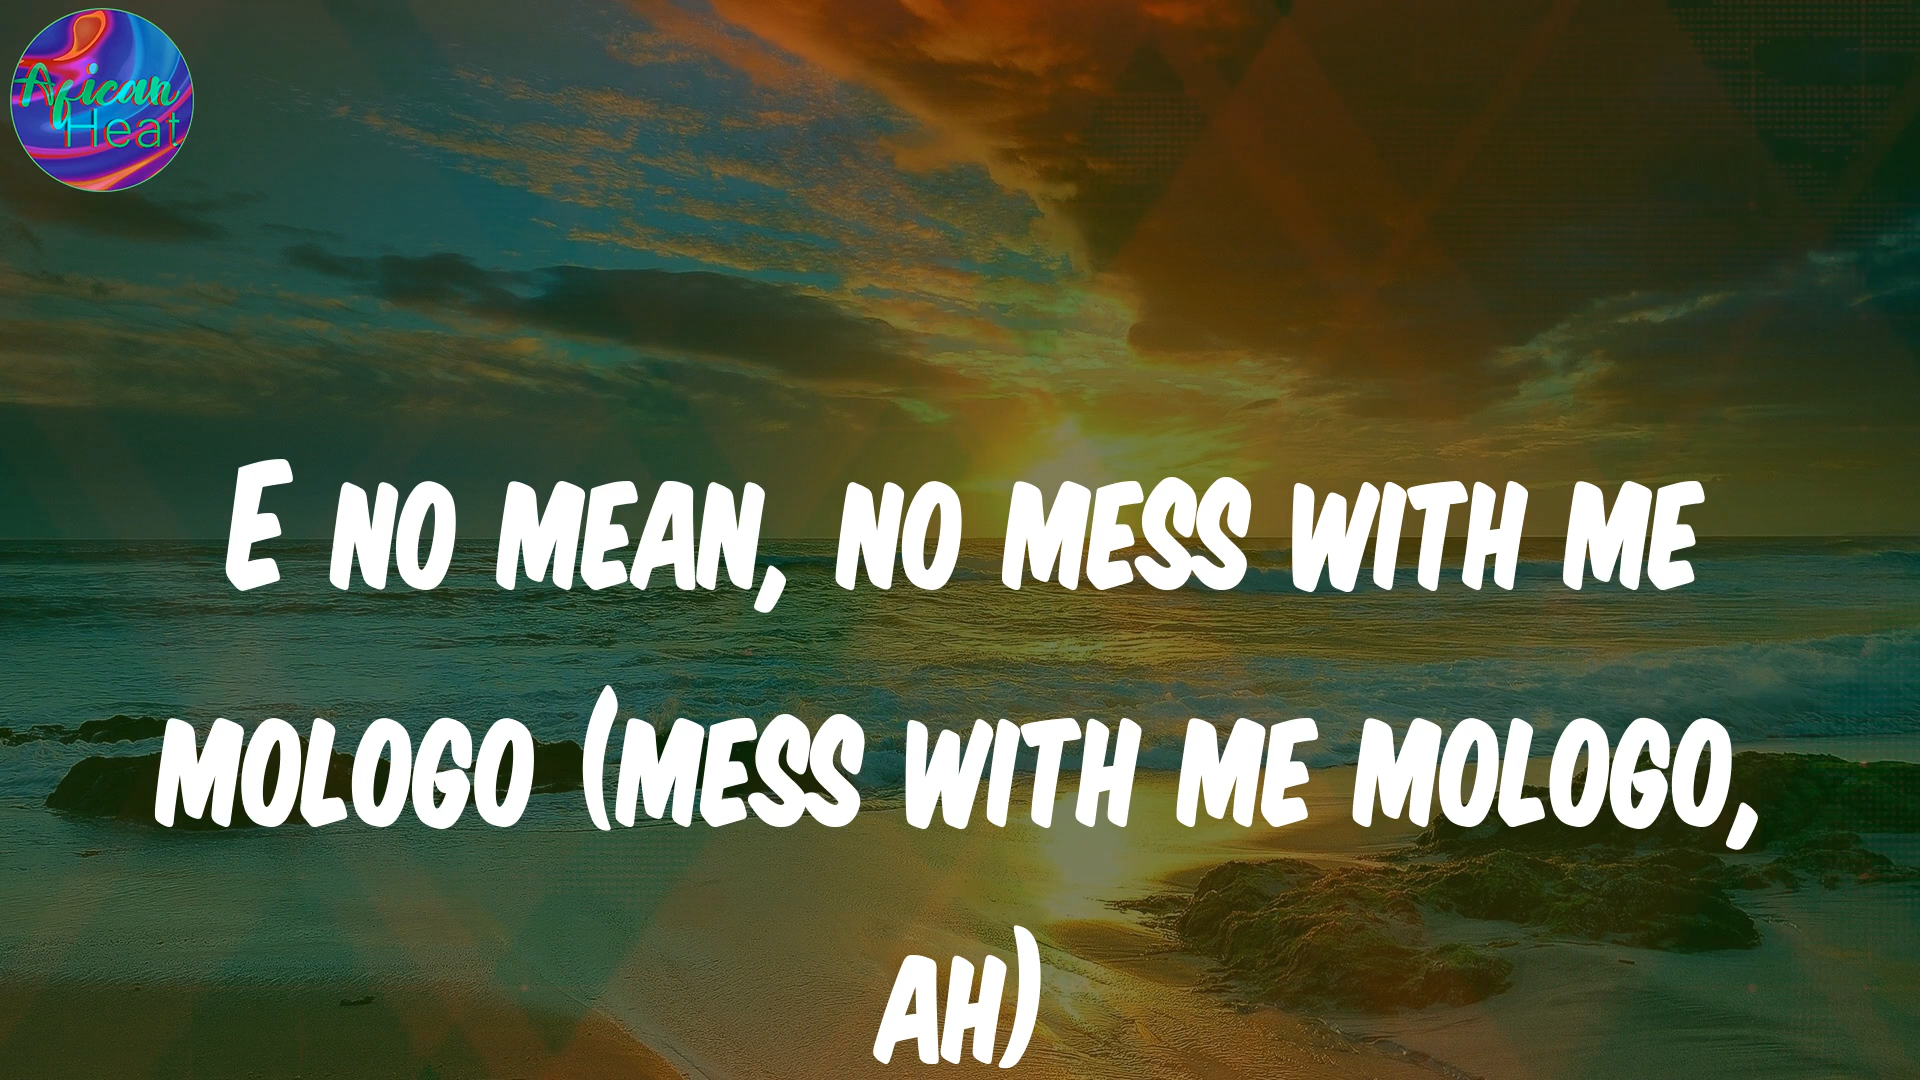 Afican
Heat
E NO MEAN, NO MESS WITH ME
MOLOGO (MESS WITH ME MOLOGO,
AH)